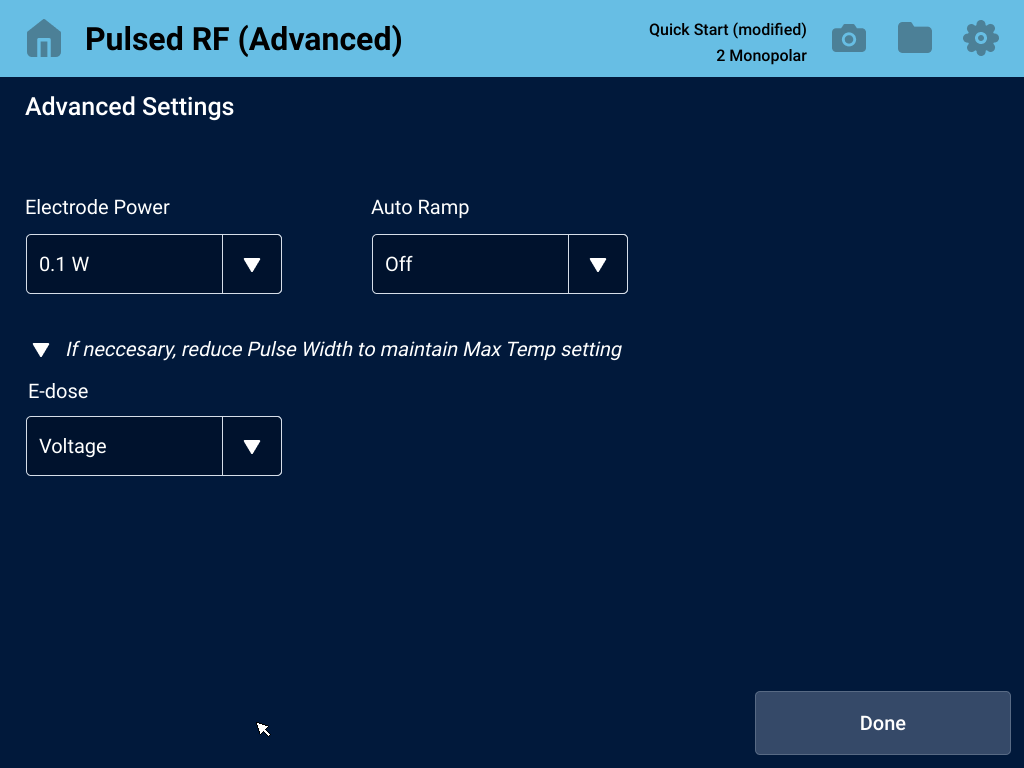 Pulsed RF (Advanced)
Quick Start (modified)
2 Monopolar
Advanced Settings
Electrode Power
Auto Ramp
0.1 W
Off
If neccesary, reduce Pulse Width to maintain Max Temp setting
E-dose
Voltage
Done